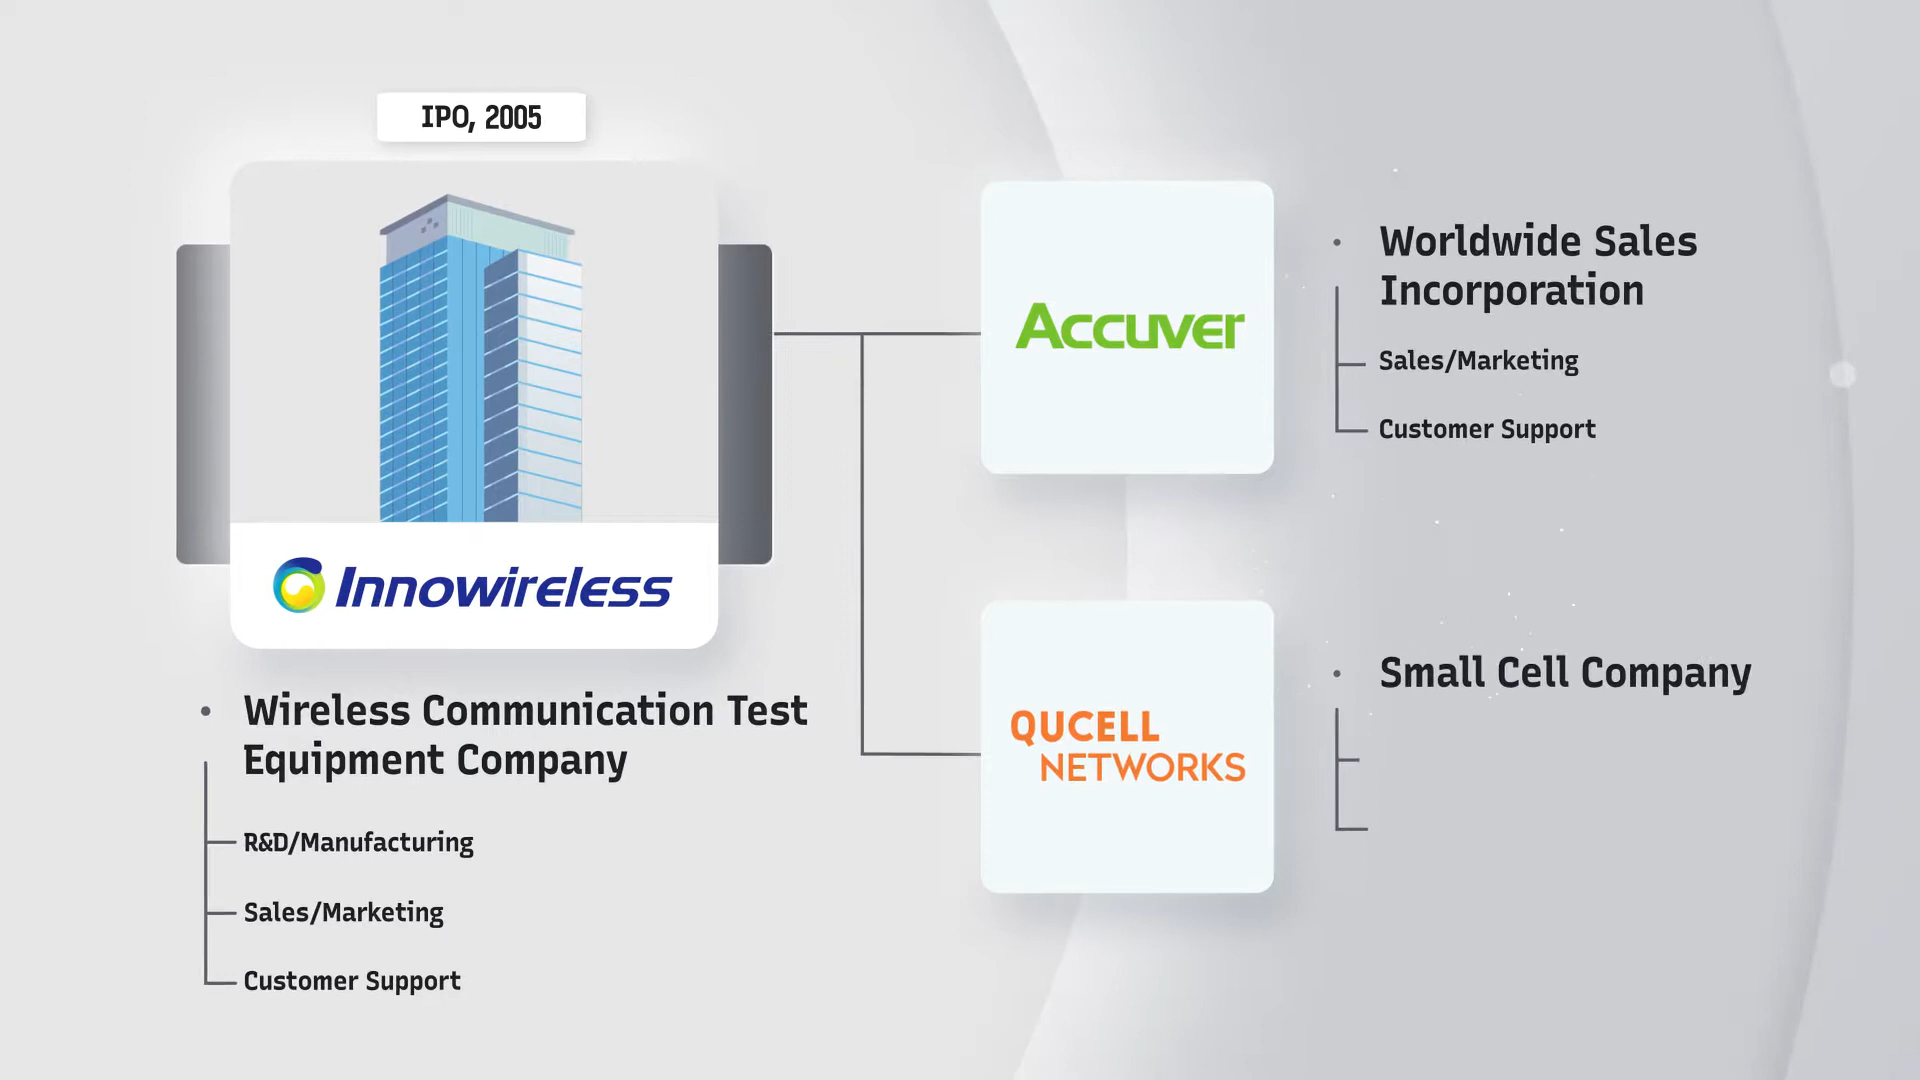 IPO, 2005
Innowireless
Wireless Communication Test
Equipment Company
R&D/Manufacturing
Sales/Marketing
Customer Support
Accuver
Worldwide Sales
Incorporation
Sales/Marketing
Customer Support
QUCELL
NETWORKS
Small Cell Company